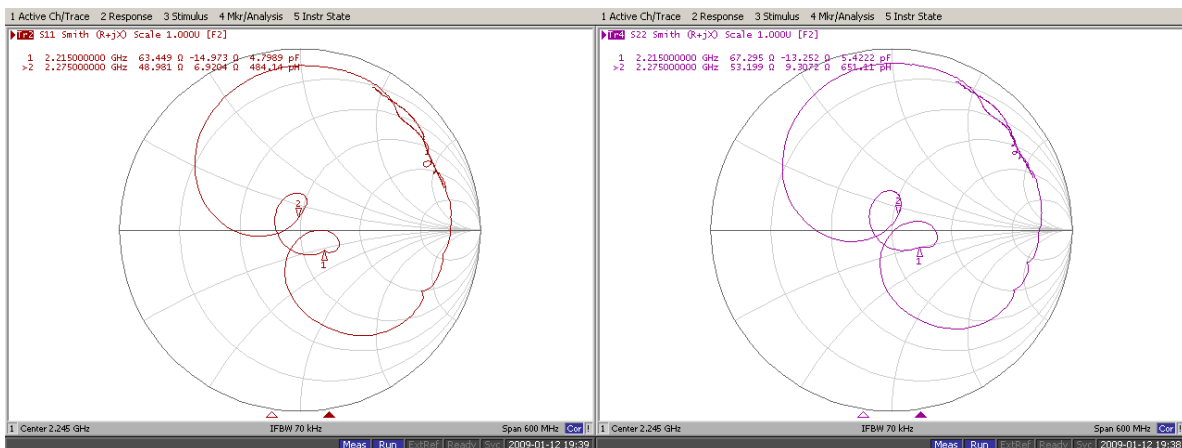 1 Active Ch/Trace 2 Response 3 Stimulus 4 Mkr/Analysis 5 Instr State
Tr2 S11 Smith (R+jX) Scale 1.000U [F2]
1 2.215000000 GHz 63.449 Ω -14.973 Ω 4.7989 pF
>2 2.275000000 GHz 48.981 Ω 6.9204 Ω 484.14 pH
2
1
1 Center 2.245 GHz IFBW 70 kHz Span 600 MHz Cor !
Meas Run ExtRef Ready Svc 2009-01-12 19:39
1 Active Ch/Trace 2 Response 3 Stimulus 4 Mkr/Analysis 5 Instr State
Tr4 S22 Smith (R+jX) Scale 1.000U [F2]
1 2.215000000 GHz 67.295 Ω -13.252 Ω 5.4222 pF
>2 2.275000000 GHz 53.199 Ω 9.3072 Ω 651.11 pH
2
1
1 Center 2.245 GHz IFBW 70 kHz Span 600 MHz Cor !
Meas Run ExtRef Ready Svc 2009-01-12 19:38